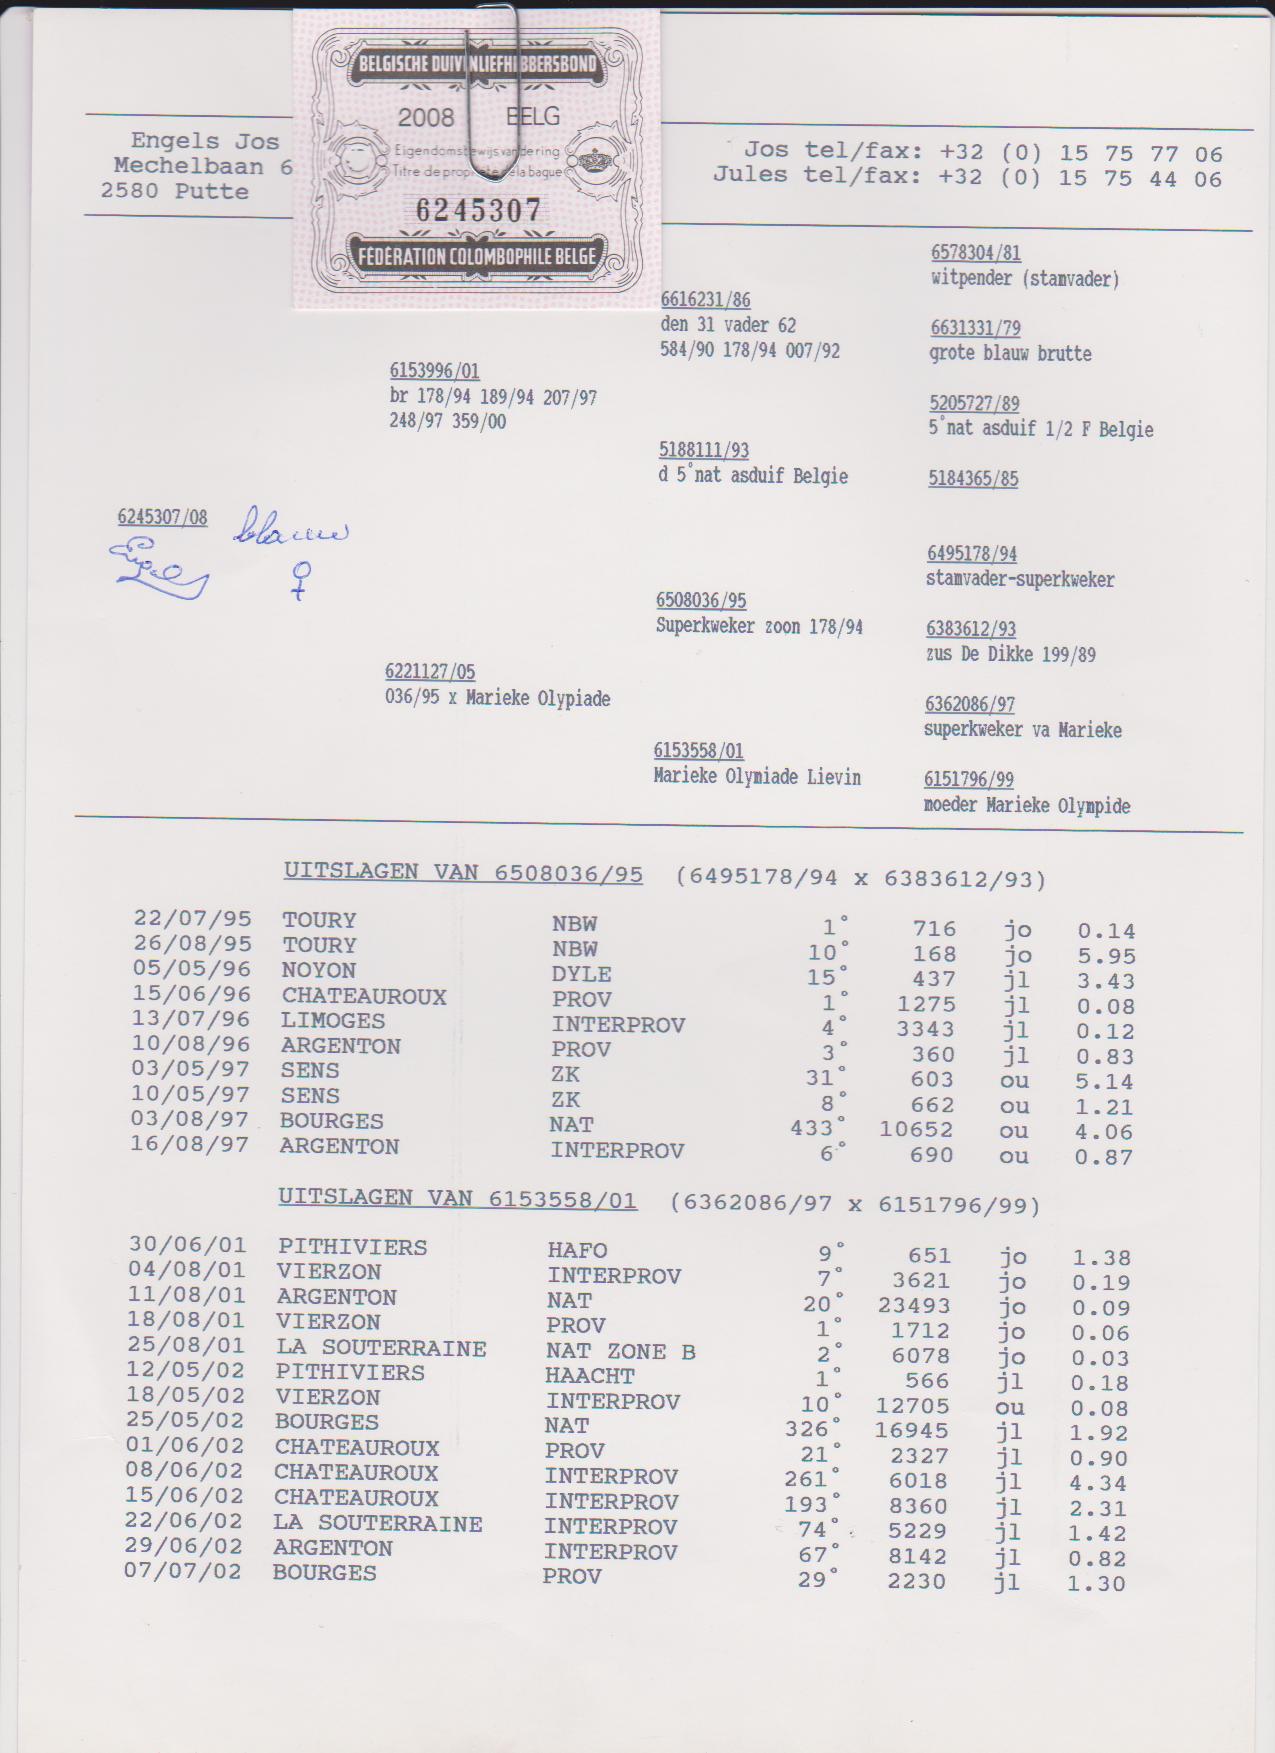 BELGISCHE DUIVENLIEFHEBBERSBOND
2008 BELG
Eigendomsbewijs van de ring
Titre de propriété de la bague
6245307
FÉDÉRATION COLOMBOPHILE BELGE
Engels Jos
Mechelbaan 6
2580 Putte
Jos tel/fax: +32 (0) 15 75 77 06
Jules tel/fax: +32 (0) 15 75 44 06
6578304/81
witpender (stamvader)
6616231/86
den 31 vader 62
584/90 178/94 007/92
6631331/79
grote blauw brutte
6153996/01
br 178/94 189/94 207/97
248/97 359/00
5205727/89
5°nat asduif 1/2 F Belgie
5188111/93
d 5°nat asduif Belgie
5184365/85
6245307/08
blauw
♀
6495178/94
stamvader-superkweker
6508036/95
Superkweker zoon 178/94
6383612/93
zus De Dikke 199/89
6221127/05
036/95 x Marieke Olypiade
6362086/97
superkweker va Marieke
6153558/01
Marieke Olymiade Lievin
6151796/99
moeder Marieke Olympide
UITSLAGEN VAN 6508036/95 (6495178/94 x 6383612/93)
22/07/95 TOURY NBW 1° 716 jo 0.14
26/08/95 TOURY NBW 10° 168 jo 5.95
05/05/96 NOYON DYLE 15° 437 jl 3.43
15/06/96 CHATEAUROUX PROV 1° 1275 jl 0.08
13/07/96 LIMOGES INTERPROV 4° 3343 jl 0.12
10/08/96 ARGENTON PROV 3° 360 jl 0.83
03/05/97 SENS ZK 31° 603 ou 5.14
10/05/97 SENS ZK 8° 662 ou 1.21
03/08/97 BOURGES NAT 433° 10652 ou 4.06
16/08/97 ARGENTON INTERPROV 6° 690 ou 0.87
UITSLAGEN VAN 6153558/01 (6362086/97 x 6151796/99)
30/06/01 PITHIVIERS HAFO 9° 651 jo 1.38
04/08/01 VIERZON INTERPROV 7° 3621 jo 0.19
11/08/01 ARGENTON NAT 20° 23493 jo 0.09
18/08/01 VIERZON PROV 1° 1712 jo 0.06
25/08/01 LA SOUTERRAINE NAT ZONE B 2° 6078 jo 0.03
12/05/02 PITHIVIERS HAACHT 1° 566 jl 0.18
18/05/02 VIERZON INTERPROV 10° 12705 ou 0.08
25/05/02 BOURGES NAT 326° 16945 jl 1.92
01/06/02 CHATEAUROUX PROV 21° 2327 jl 0.90
08/06/02 CHATEAUROUX INTERPROV 261° 6018 jl 4.34
15/06/02 CHATEAUROUX INTERPROV 193° 8360 jl 2.31
22/06/02 LA SOUTERRAINE INTERPROV 74° 5229 jl 1.42
29/06/02 ARGENTON INTERPROV 67° 8142 jl 0.82
07/07/02 BOURGES PROV 29° 2230 jl 1.30